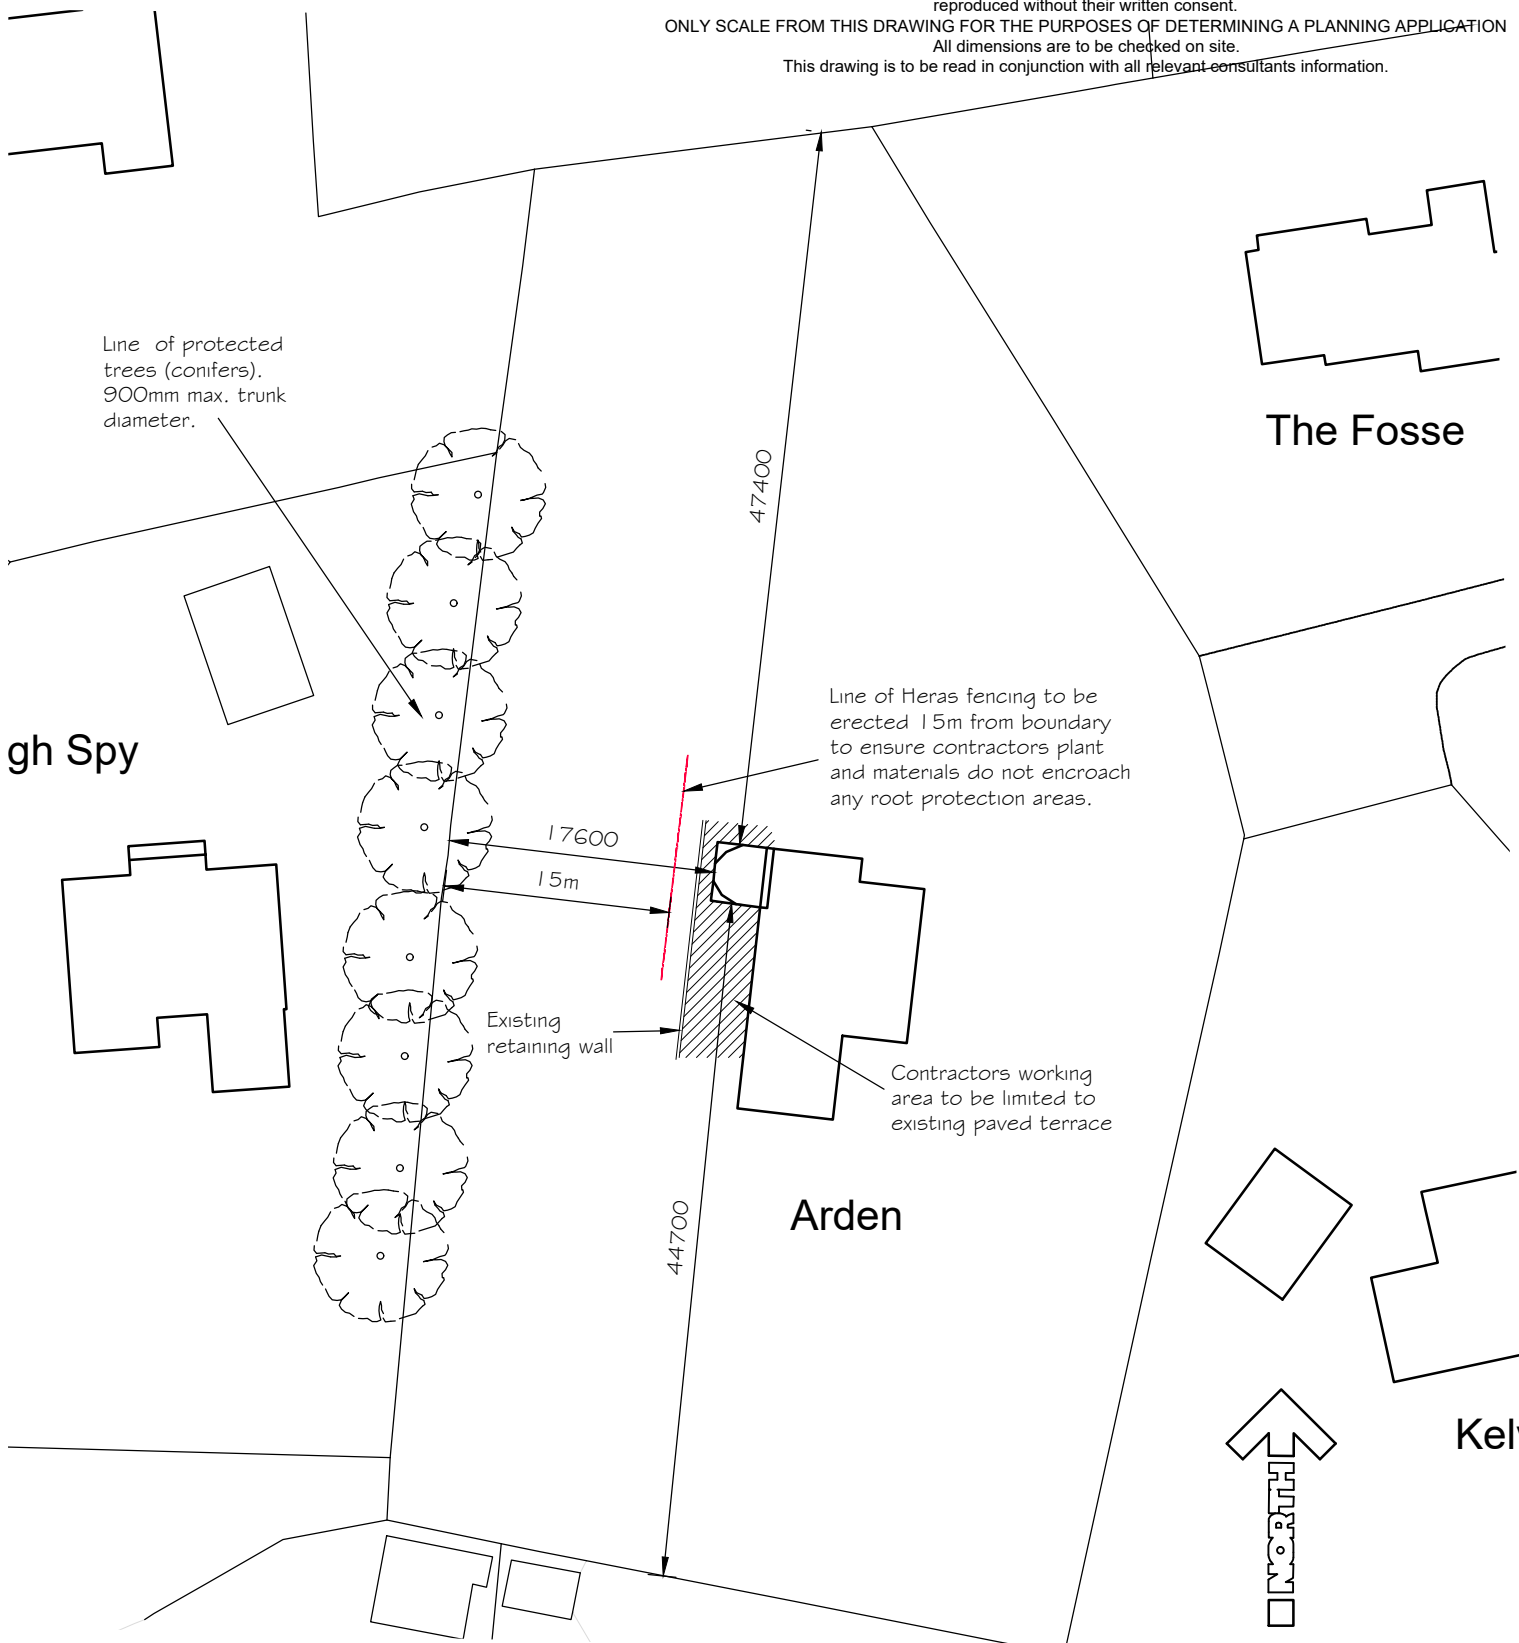 reproduced without their written consent.
ONLY SCALE FROM THIS DRAWING FOR THE PURPOSES OF DETERMINING A PLANNING APPLICATION
All dimensions are to be checked on site.
This drawing is to be read in conjunction with all relevant consultants information.
Line of protected
trees (conifers).
900mm max. trunk
diameter.
The Fosse
47400
Line of Heras fencing to be
erected 15m from boundary
to ensure contractors plant
and materials do not encroach
any root protection areas.
gh Spy
17600
15m
Existing
retaining wall
Contractors working
area to be limited to
existing paved terrace
Arden
44700
Kelv
NORTH